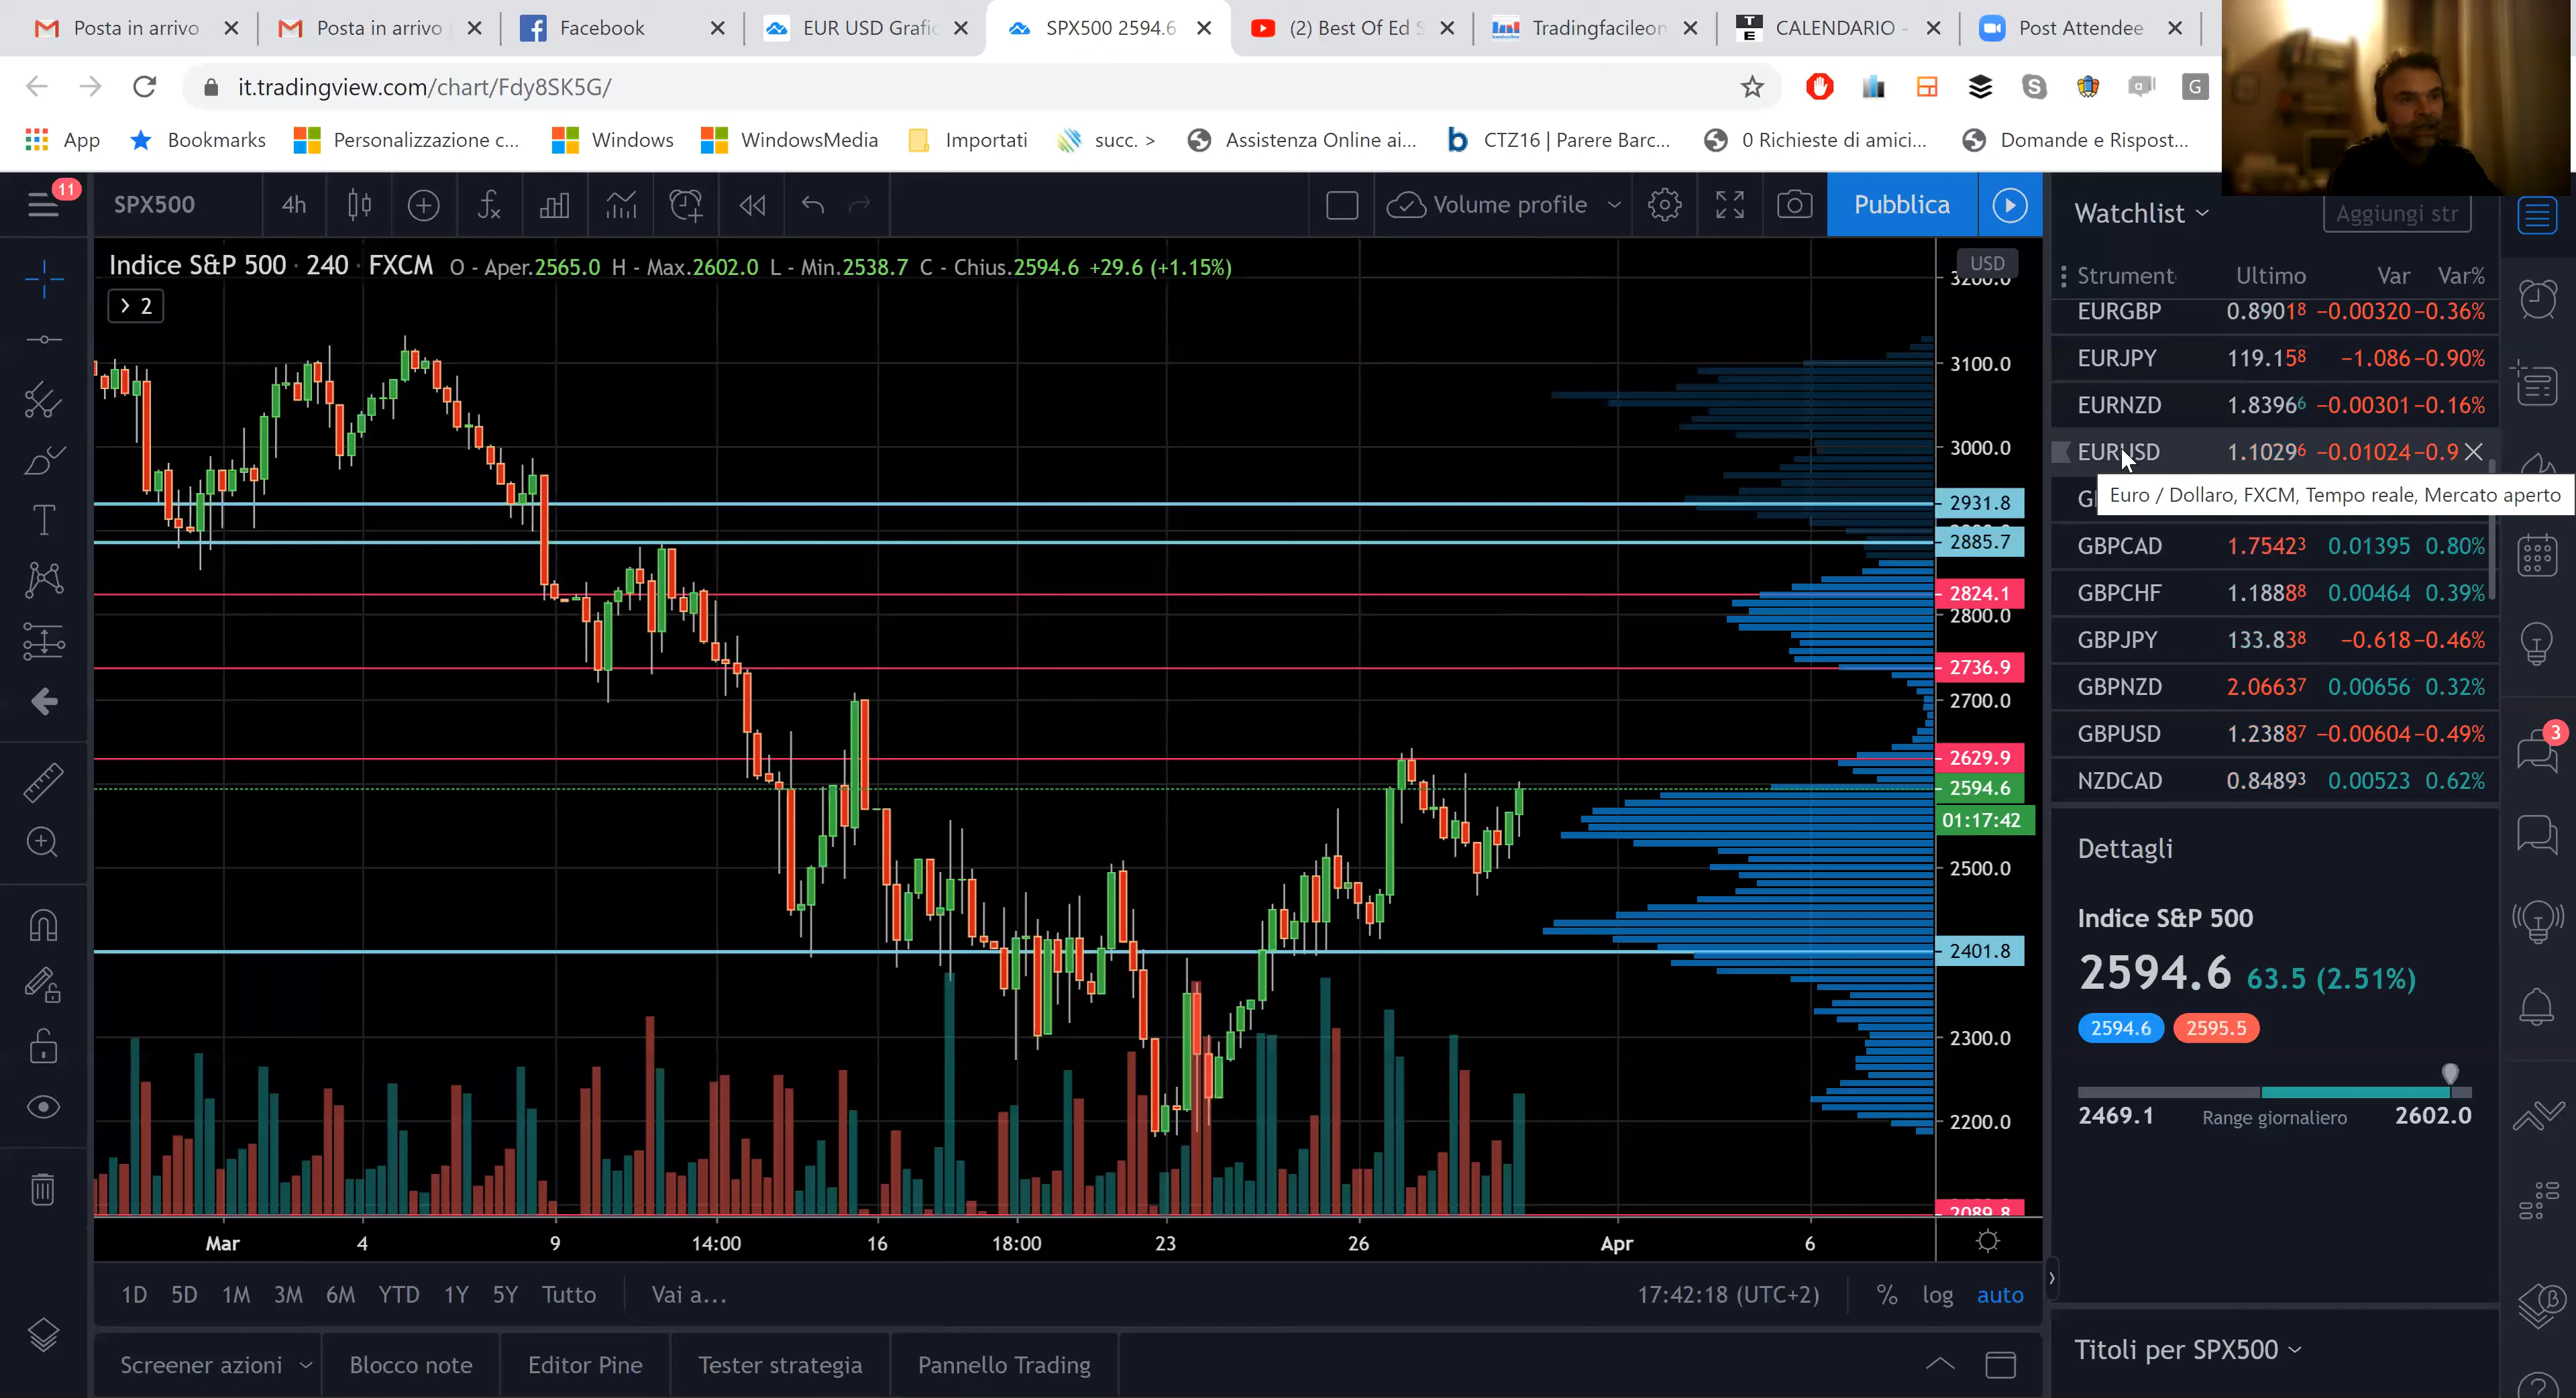 Posta in arrivo
Posta in arrivo
Facebook
EUR USD Grafic
SPX500 2594.6
(2) Best Of Ed S
Tradingfacileon
CALENDARIO -
Post Attendee
it.tradingview.com/chart/Fdy8SK5G/
App
Bookmarks
Personalizzazione c...
Windows
WindowsMedia
Importati
succ. >
Assistenza Online ai...
CTZ16 | Parere Barc...
0 Richieste di amici...
Domande e Rispost...
11
SPX500
4h
Volume profile
Pubblica
Watchlist
Aggiungi str
Indice S&P 500 · 240 · FXCM O - Aper.2565.0 H - Max.2602.0 L - Min.2538.7 C - Chius.2594.6 +29.6 (+1.15%)
> 2
USD
3200.0
3100.0
3000.0
2931.8
2885.7
2824.1
2800.0
2736.9
2700.0
2629.9
2594.6
01:17:42
2500.0
2401.8
2300.0
2200.0
2089.8
Mar 4 9 14:00 16 18:00 23 26 Apr 6
1D 5D 1M 3M 6M YTD 1Y 5Y Tutto Vai a...
17:42:18 (UTC+2) % log auto
Screener azioni
Blocco note
Editor Pine
Tester strategia
Pannello Trading
Strument Ultimo Var Var%
EURGBP 0.89018 −0.00320 −0.36%
EURJPY 119.158 −1.086 −0.90%
EURNZD 1.83966 −0.00301 −0.16%
EURUSD 1.10296 −0.01024 −0.9
Euro / Dollaro, FXCM, Tempo reale, Mercato aperto
GBPCAD 1.75423 0.01395 0.80%
GBPCHF 1.18888 0.00464 0.39%
GBPJPY 133.838 −0.618 −0.46%
GBPNZD 2.06637 0.00656 0.32%
GBPUSD 1.23887 −0.00604 −0.49%
NZDCAD 0.84893 0.00523 0.62%
3
Dettagli
Indice S&P 500
2594.6 63.5 (2.51%)
2594.6 2595.5
2469.1 Range giornaliero 2602.0
Titoli per SPX500